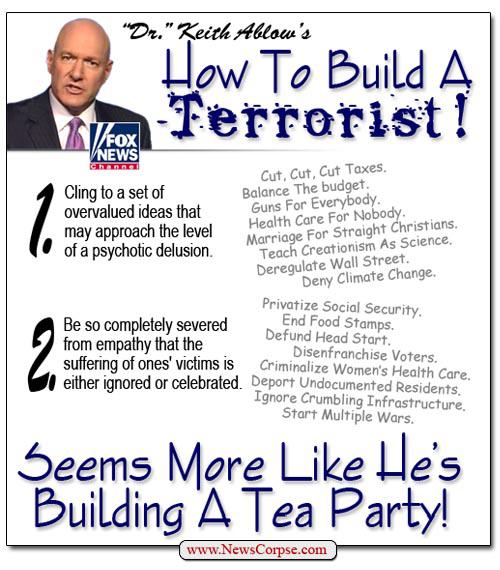 “Dr.” Keith Ablow’s
How To Build A
Terrorist!
FOX
NEWS
Channel
1.
Cling to a set of
overvalued ideas that
may approach the level
of a psychotic delusion.
Cut, Cut, Cut Taxes.
Balance The budget.
Guns For Everybody.
Health Care For Nobody.
Marriage For Straight Christians.
Teach Creationism As Science.
Deregulate Wall Street.
Deny Climate Change.
2.
Be so completely severed
from empathy that the
suffering of ones' victims is
either ignored or celebrated.
Privatize Social Security.
End Food Stamps.
Defund Head Start.
Disenfranchise Voters.
Criminalize Women's Health Care.
Deport Undocumented Residents.
Ignore Crumbling Infrastructure.
Start Multiple Wars.
Seems More Like He's
Building A Tea Party!
www.NewsCorpse.com